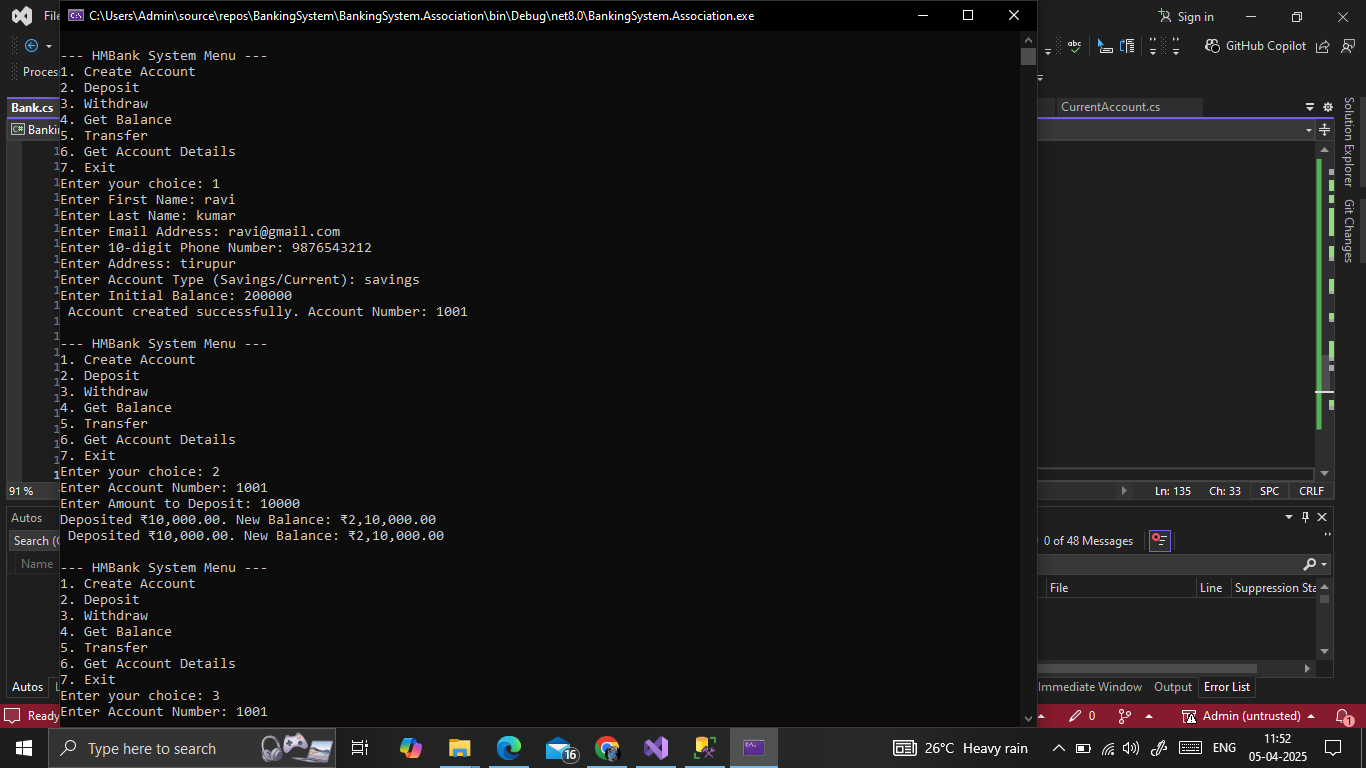 C:\Users\Admin\source\repos\BankingSystem\BankingSystem.Association\bin\Debug\net8.0\BankingSystem.Association.exe
Sign in
GitHub Copilot
Bank.cs
CurrentAccount.cs
--- HMBank System Menu ---
1. Create Account
2. Deposit
3. Withdraw
4. Get Balance
5. Transfer
6. Get Account Details
7. Exit
Enter your choice: 1
Enter First Name: ravi
Enter Last Name: kumar
Enter Email Address: ravi@gmail.com
Enter 10-digit Phone Number: 9876543212
Enter Address: tirupur
Enter Account Type (Savings/Current): savings
Enter Initial Balance: 200000
Account created successfully. Account Number: 1001
--- HMBank System Menu ---
1. Create Account
2. Deposit
3. Withdraw
4. Get Balance
5. Transfer
6. Get Account Details
7. Exit
Enter your choice: 2
Enter Account Number: 1001
Enter Amount to Deposit: 10000
Deposited ₹10,000.00. New Balance: ₹2,10,000.00
Deposited ₹10,000.00. New Balance: ₹2,10,000.00
--- HMBank System Menu ---
1. Create Account
2. Deposit
3. Withdraw
4. Get Balance
5. Transfer
6. Get Account Details
7. Exit
Enter your choice: 3
Enter Account Number: 1001
Solution Explorer
Git Changes
91 %
Ln: 135 Ch: 33 SPC CRLF
Autos
Search (
Name
0 of 48 Messages
File Line Suppression Sta
Autos
Immediate Window Output Error List
Ready
0
Admin (untrusted)
1
Type here to search
16
26°C Heavy rain
ENG
11:52
05-04-2025